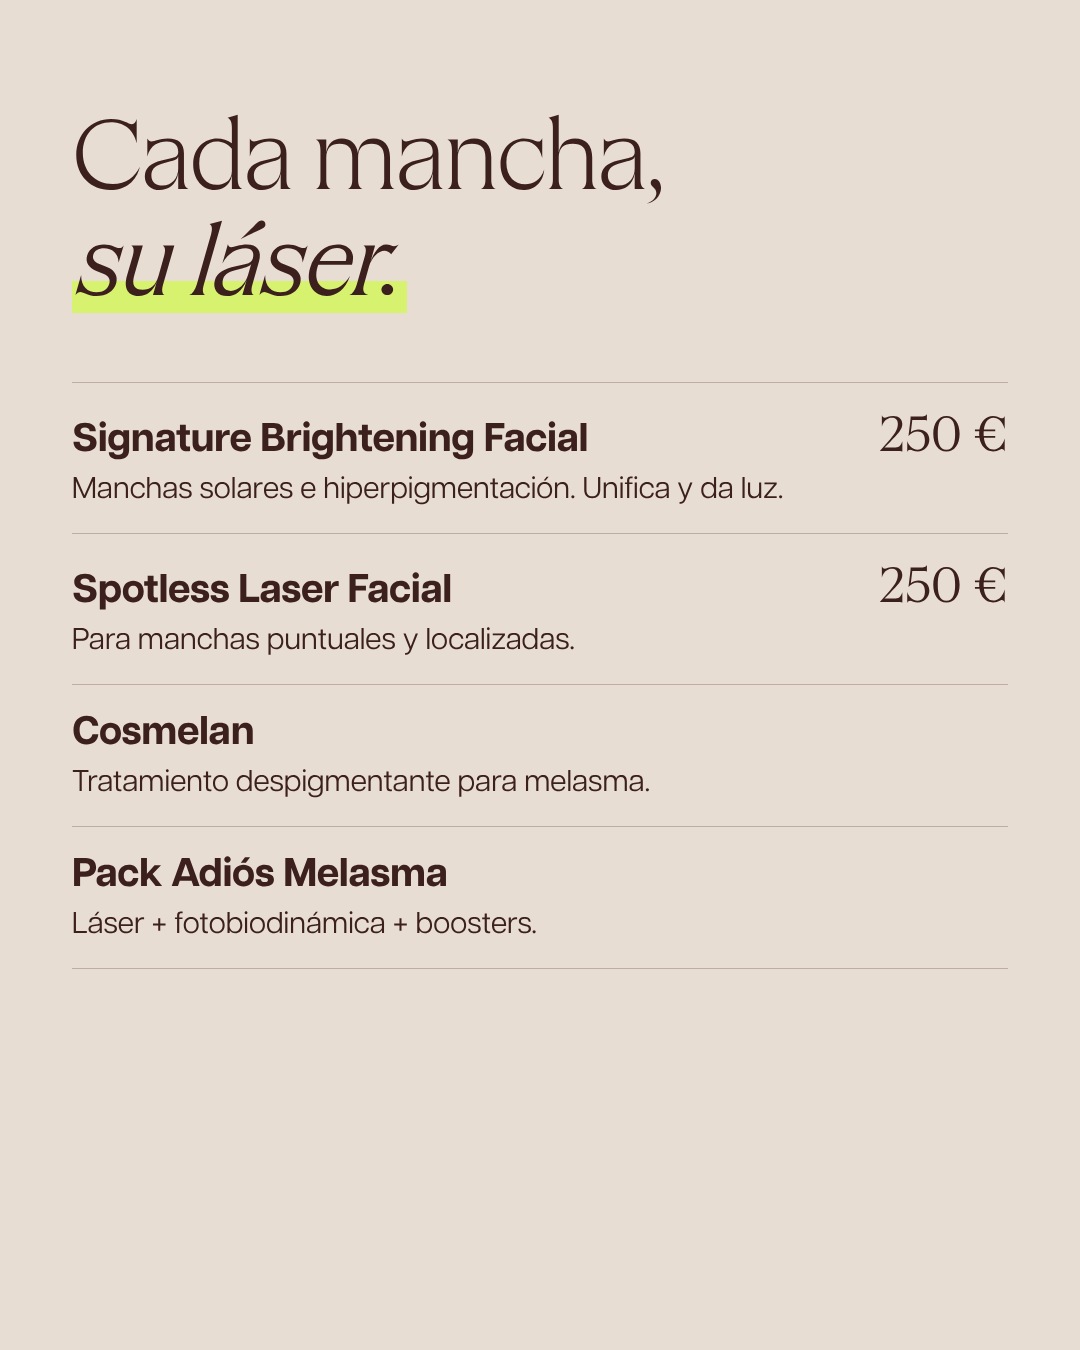 Cada mancha,
su láser.
Signature Brightening Facial 250 €
Manchas solares e hiperpigmentación. Unifica y da luz.
Spotless Laser Facial 250 €
Para manchas puntuales y localizadas.
Cosmelan
Tratamiento despigmentante para melasma.
Pack Adiós Melasma
Láser + fotobiodinámica + boosters.